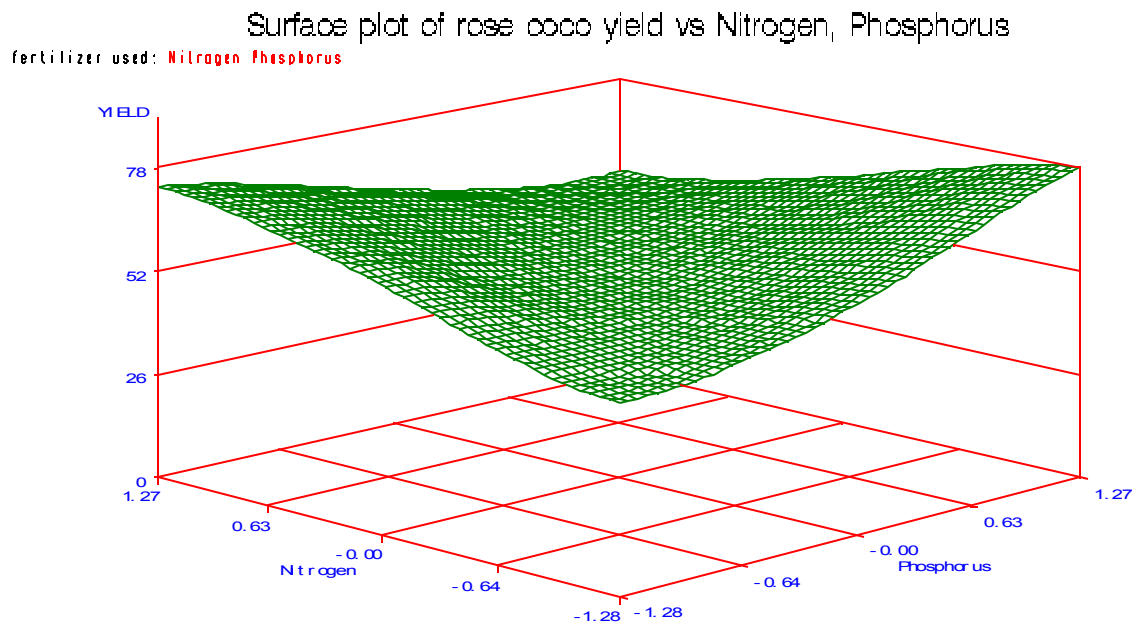 Surface plot of rose coco yield vs Nitrogen, Phosphorus
fertilizer used: Nitrogen Phosphorus
YIELD
78
52
26
0
1.27
0.63
-0.00
Nitrogen
-0.64
-1.28
-1.28
-0.64
-0.00
Phosphorus
0.63
1.27